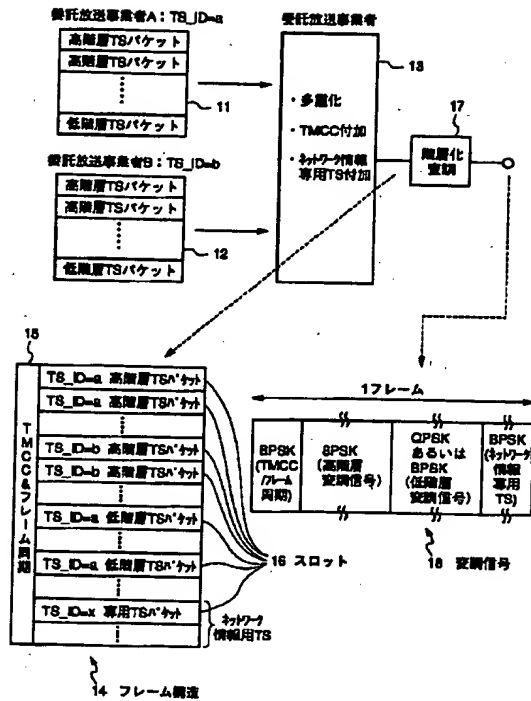 委託放送事業者A:TS_ID=a
高階層TSパケット
高階層TSパケット
低階層TSパケット
11
委託放送事業者B:TS_ID=b
高階層TSパケット
高階層TSパケット
低階層TSパケット
12
委託放送事業者
13
・多重化
・TMCC付加
・ネットワーク情報
専用TS付加
17
階層化
変調
15
TMCC&フレーム同期
TS_ID=a 高階層TSパケット
TS_ID=a 高階層TSパケット
TS_ID=b 高階層TSパケット
TS_ID=b 高階層TSパケット
TS_ID=a 低階層TSパケット
TS_ID=a 低階層TSパケット
TS_ID=x 専用TSパケット
ネットワーク
情報用TS
16 スロット
14 フレーム構造
1フレーム
BPSK
(TMCC
/フレーム
同期)
8PSK
(高階層
変調信号)
QPSK
あるいは
BPSK
(低階層
変調信号)
BPSK
(ネットワーク
情報
専用
TS)
18 変調信号